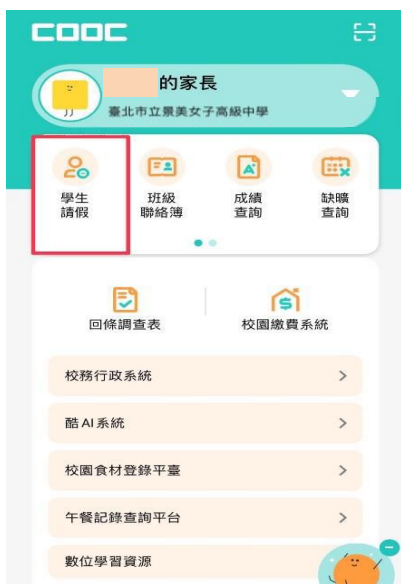 COOC
的家長
臺北市立景美女子高級中學
學生
請假
班級
聯絡簿
成績
查詢
缺曠
查詢
回條調查表
校園繳費系統
校務行政系統
酷AI系統
校園食材登錄平臺
午餐記錄查詢平台
數位學習資源